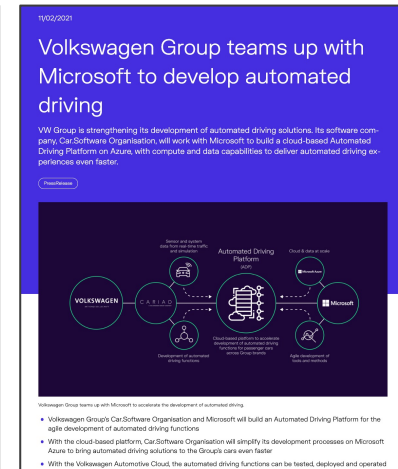 11/02/2021
Volkswagen Group teams up with
Microsoft to develop automated
driving
VW Group is strengthening its development of automated driving solutions. Its software com-
pany, Car.Software Organisation, will work with Microsoft to build a cloud-based Automated
Driving Platform on Azure, with compute and data capabilities to deliver automated driving ex-
periences even faster.
PressRelease
Sensor and system
data from real-time traffic
and simulation
Automated Driving
Platform
(ADP)
Cloud & data at scale
Microsoft Azure
VOLKSWAGEN
CARIAD
Microsoft
Development of automated
driving functions
Cloud-based platform to accelerate
development of automated driving
functions for passenger cars
across Group brands
Agile development of
tools and methods
Volkswagen Group teams up with Microsoft to accelerate the development of automated driving.
• Volkswagen Group's Car.Software Organisation and Microsoft will build an Automated Driving Platform for the
agile development of automated driving functions
• With the cloud-based platform, Car.Software Organisation will simplify its development processes on Microsoft
Azure to bring automated driving solutions to the Group's cars even faster
• With the Volkswagen Automotive Cloud, the automated driving functions can be tested, deployed and operated